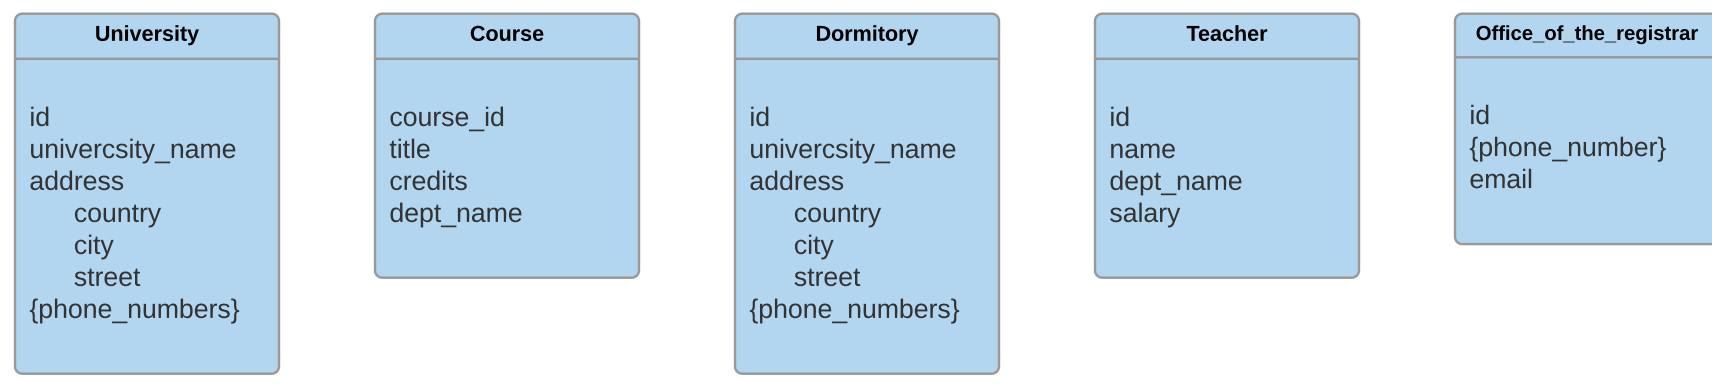 University
id
univercsity_name
address
country
city
street
{phone_numbers}
Course
course_id
title
credits
dept_name
Dormitory
id
univercsity_name
address
country
city
street
{phone_numbers}
Teacher
id
name
dept_name
salary
Office_of_the_registrar
id
{phone_number}
email